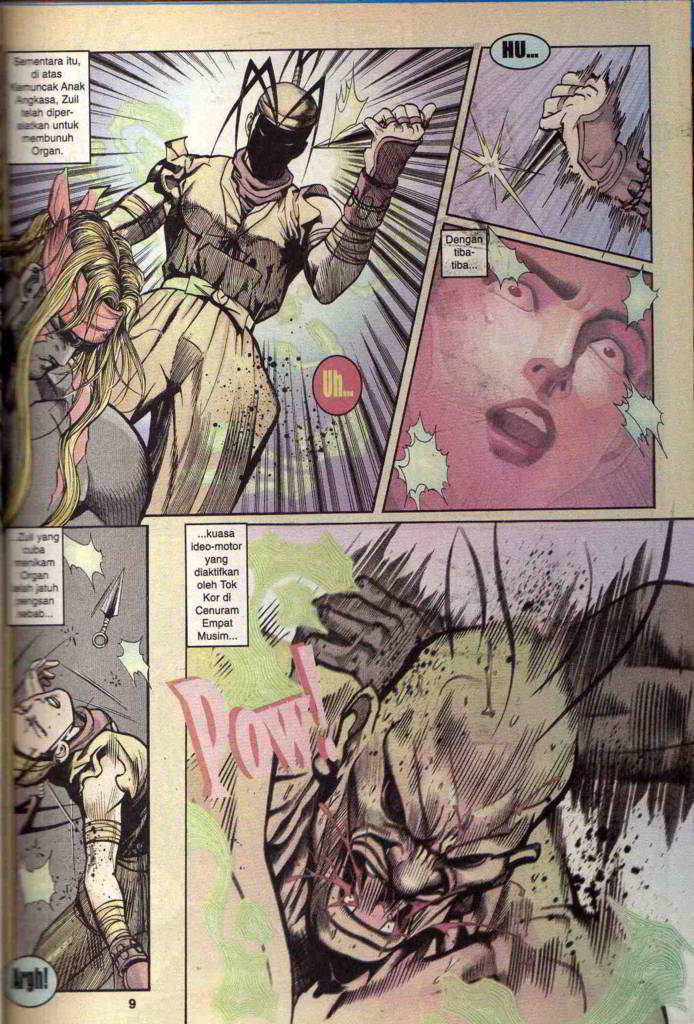 Sementara itu,
di atas
Kemuncak Anak
Angkasa, Zuil
telah diper-
siatkan untuk
membunuh
Organ.
HU...
Uh...
Dengan
tiba-
tiba...
...Zuil yang
cuba
menikam
Organ
telah jatuh
pengsan
sebab...
Argh!
...kuasa
ideo-motor
yang
diaktifkan
oleh Tok
Kor di
Cenuram
Empat
Musim...
Pow!
9